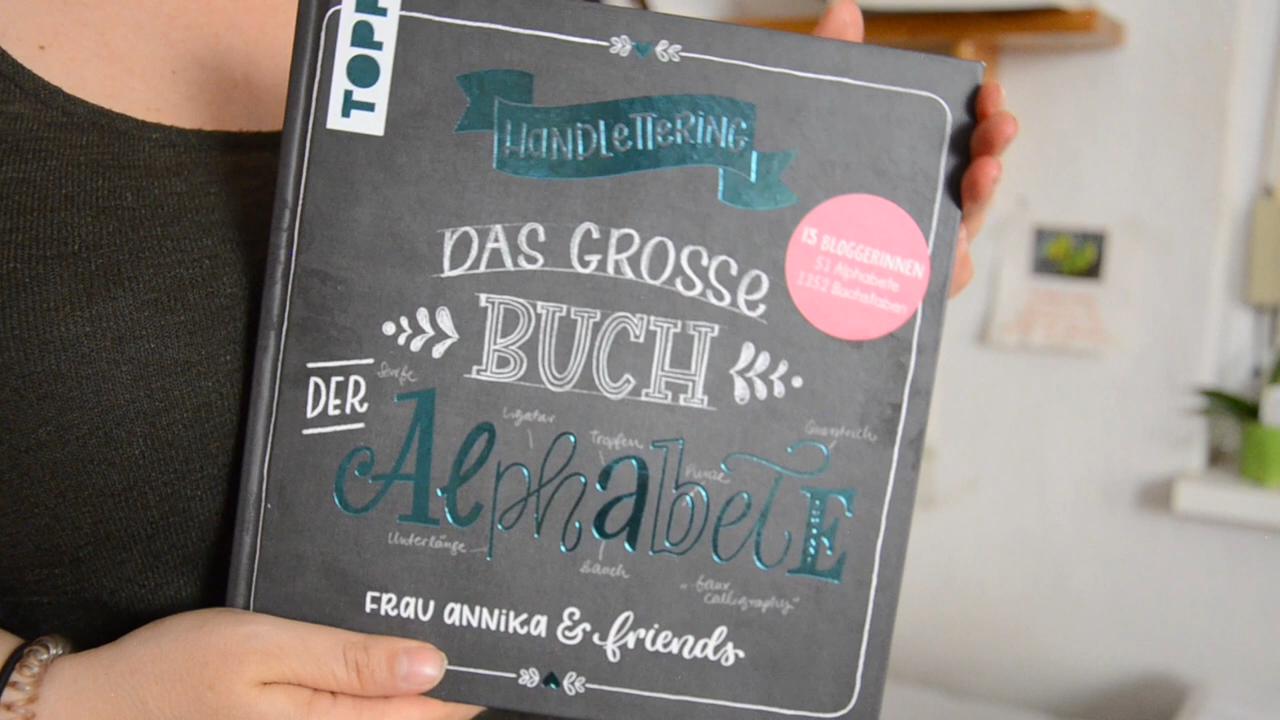 TOPP
HANDLETTERING
DAS GROSSE
BUCH
DER
AlphabetE
13 BLOGGERINNEN
51 Alphabete
1352 Buchstaben
Serife
Ligatur
Tropfen
Punze
Querstrich
Unterlänge
Bauch
„faux
calligraphy"
FRAU ANNIKA & friends